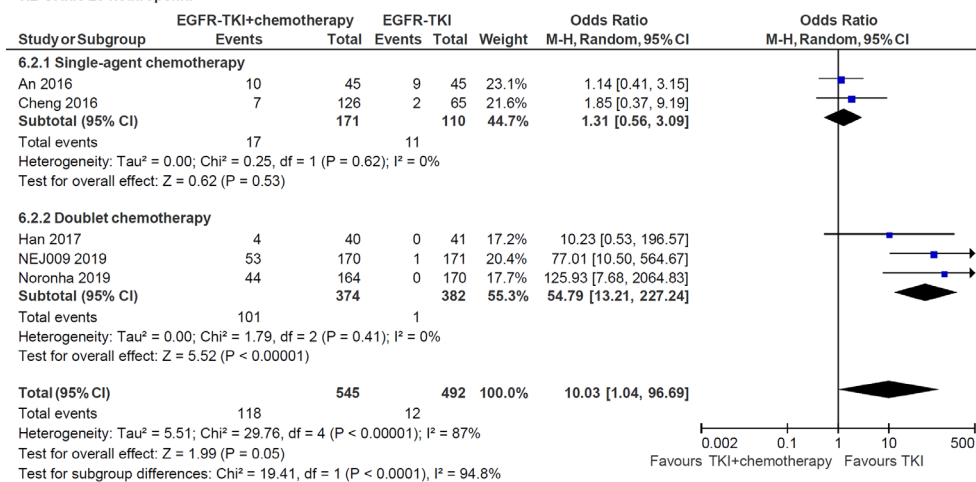 EGFR-TKI+chemotherapy EGFR-TKI Odds Ratio Odds Ratio
Study or Subgroup Events Total Events Total Weight M-H, Random, 95% CI M-H, Random, 95% CI
6.2.1 Single-agent chemotherapy
An 2016 10 45 9 45 23.1% 1.14 [0.41, 3.15]
Cheng 2016 7 126 2 65 21.6% 1.85 [0.37, 9.19]
Subtotal (95% CI) 171 110 44.7% 1.31 [0.56, 3.09]
Total events 17 11
Heterogeneity: Tau² = 0.00; Chi² = 0.25, df = 1 (P = 0.62); I² = 0%
Test for overall effect: Z = 0.62 (P = 0.53)
6.2.2 Doublet chemotherapy
Han 2017 4 40 0 41 17.2% 10.23 [0.53, 196.57]
NEJ009 2019 53 170 1 171 20.4% 77.01 [10.50, 564.67]
Noronha 2019 44 164 0 170 17.7% 125.93 [7.68, 2064.83]
Subtotal (95% CI) 374 382 55.3% 54.79 [13.21, 227.24]
Total events 101 1
Heterogeneity: Tau² = 0.00; Chi² = 1.79, df = 2 (P = 0.41); I² = 0%
Test for overall effect: Z = 5.52 (P < 0.00001)
Total (95% CI) 545 492 100.0% 10.03 [1.04, 96.69]
Total events 118 12
Heterogeneity: Tau² = 5.51; Chi² = 29.76, df = 4 (P < 0.00001); I² = 87%
Test for overall effect: Z = 1.99 (P = 0.05)
Test for subgroup differences: Chi² = 19.41, df = 1 (P < 0.0001), I² = 94.8%
0.002 0.1 1 10 500
Favours TKI+chemotherapy Favours TKI